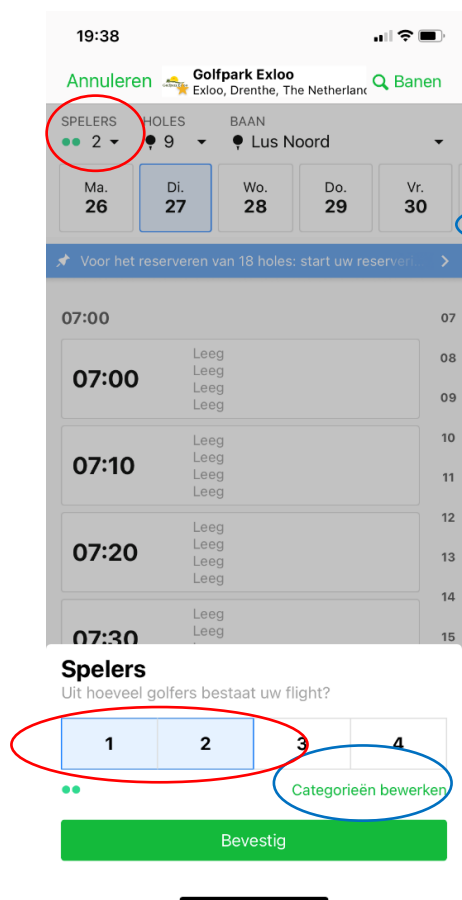 19:38
Annuleren
Golfpark Exloo
Exloo, Drenthe, The Netherlanc
Banen
SPELERS HOLES BAAN
2 9 Lus Noord
Ma. Di. Wo. Do. Vr.
26 27 28 29 30
Voor het reserveren van 18 holes: start uw reserveri...
07:00
07
08
09
10
11
12
13
14
15
07:00
Leeg
Leeg
Leeg
Leeg
07:10
Leeg
Leeg
Leeg
Leeg
07:20
Leeg
Leeg
Leeg
Leeg
07:30
Leeg
Leeg
Spelers
Uit hoeveel golfers bestaat uw flight?
1 2 3 4
Categorieën bewerken
Bevestig